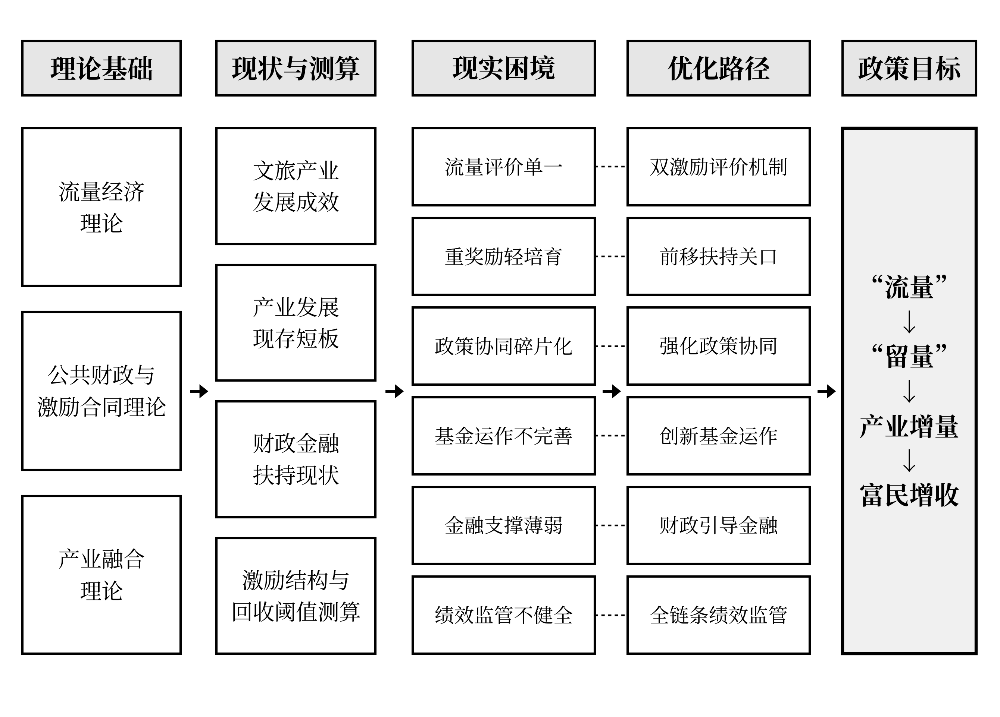 理论基础
现状与测算
现实困境
优化路径
政策目标
流量经济
理论
公共财政与
激励合同理论
产业融合
理论
文旅产业
发展成效
产业发展
现存短板
财政金融
扶持现状
激励结构与
回收阈值测算
流量评价单一
重奖励轻培育
政策协同碎片化
基金运作不完善
金融支撑薄弱
绩效监管不健全
双激励评价机制
前移扶持关口
强化政策协同
创新基金运作
财政引导金融
全链条绩效监管
“流量”
↓
“留量”
↓
产业增量
↓
富民增收